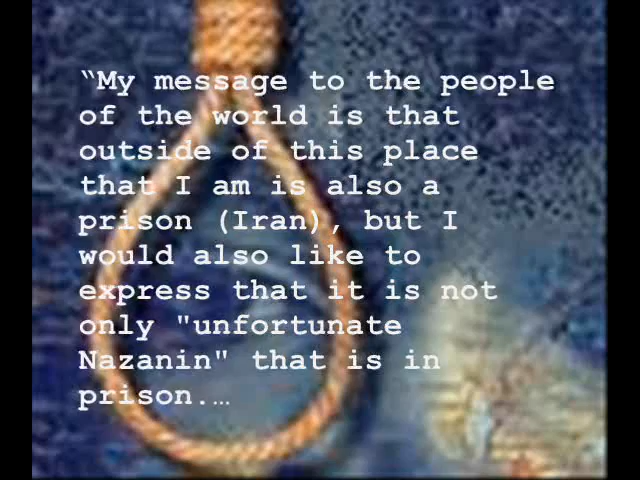 “My message to the people
of the world is that
outside of this place
that I am is also a
prison (Iran), but I
would also like to
express that it is not
only "unfortunate
Nazanin" that is in
prison.…